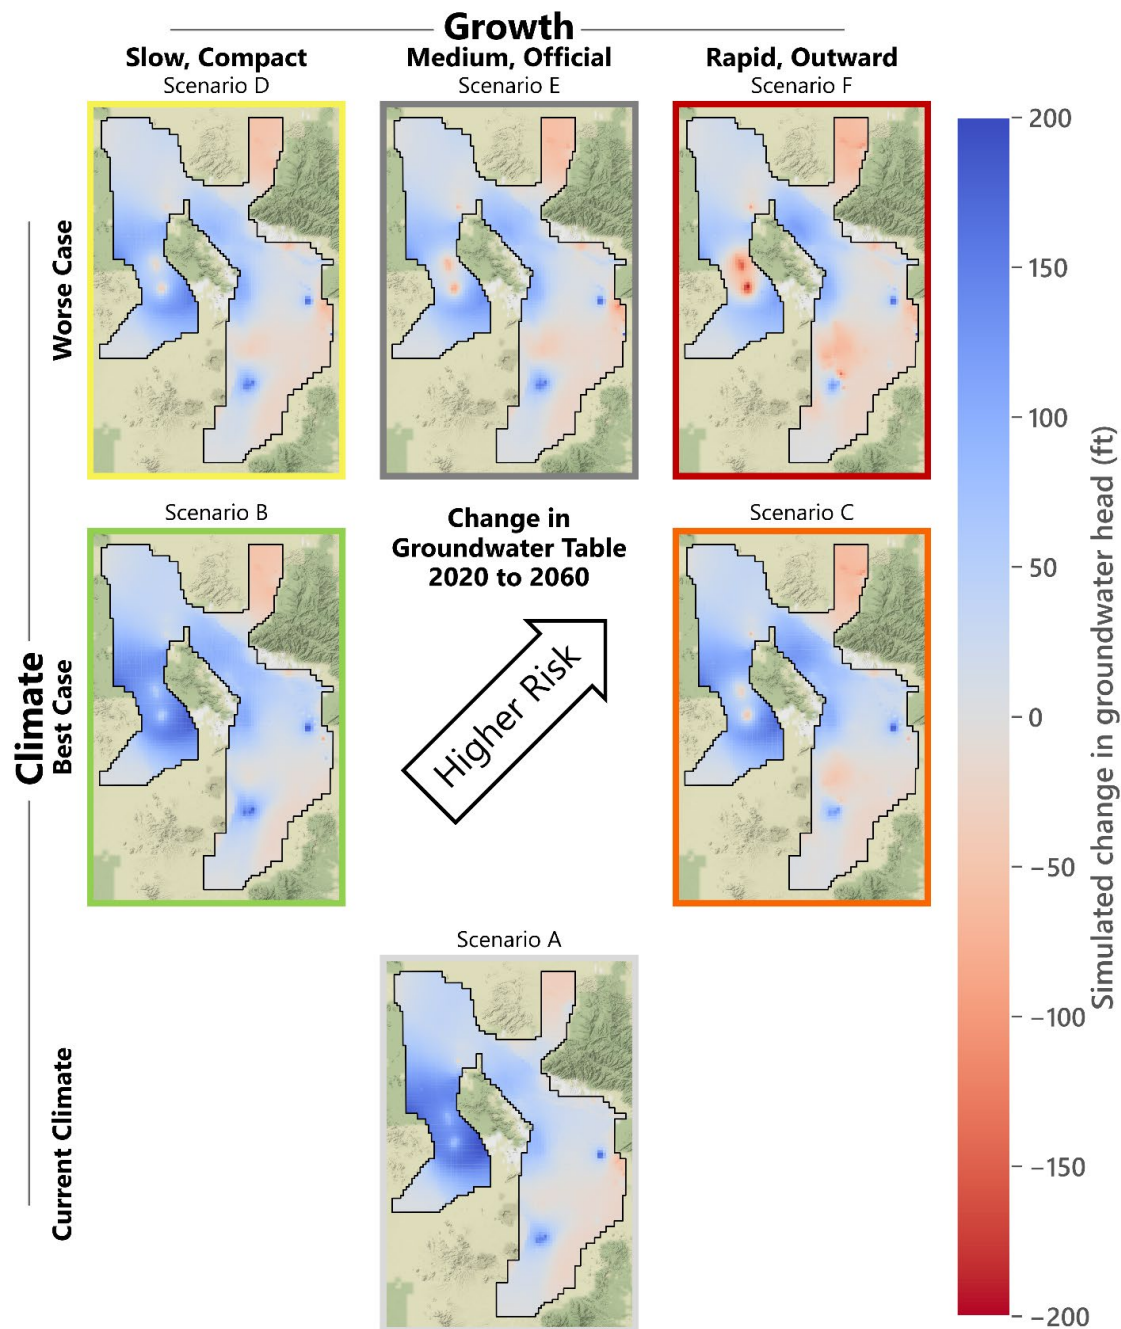 Growth
Slow, Compact
Medium, Official
Rapid, Outward
Scenario D
Scenario E
Scenario F
Climate
Worse Case
Best Case
Current Climate
Scenario B
Change in
Groundwater Table
2020 to 2060
Higher Risk
Scenario C
Scenario A
200
150
100
50
0
−50
−100
−150
−200
Simulated change in groundwater head (ft)